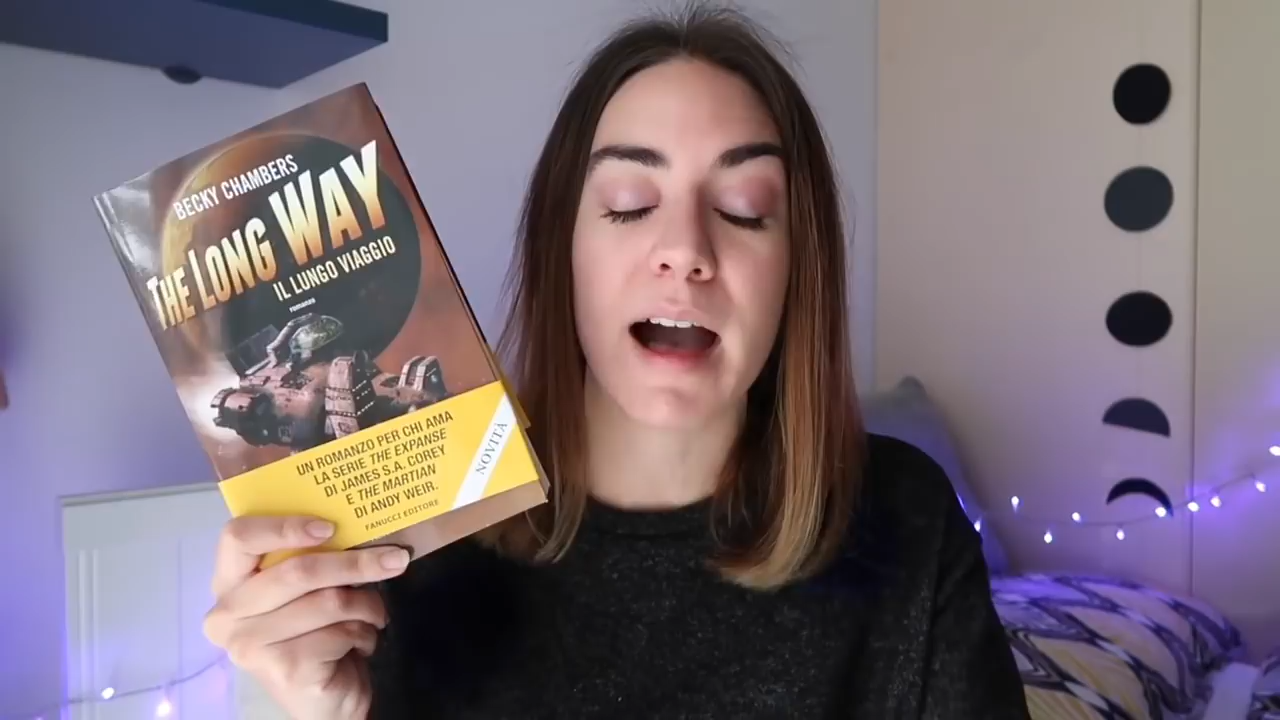 BECKY CHAMBERS
THE LONG WAY
IL LUNGO VIAGGIO
romanzo
UN ROMANZO PER CHI AMA
LA SERIE THE EXPANSE
DI JAMES S.A. COREY
E THE MARTIAN
DI ANDY WEIR.
FANUCCI EDITORE
NOVITÀ